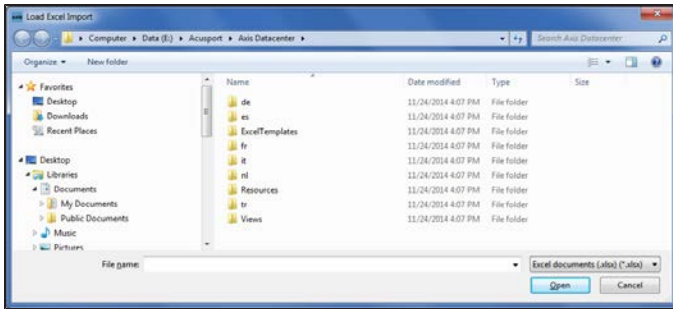 Load Excel Import
Computer Data (E:) Acusport Axis Datacenter
Search Axis Datacenter
Organize New folder
Name Date modified Type Size
Favorites
Desktop
Downloads
Recent Places
Desktop
Libraries
Documents
My Documents
Public Documents
Music
Pictures
de 11/24/2014 4:07 PM File folder
es 11/24/2014 4:07 PM File folder
ExcelTemplates 11/24/2014 4:07 PM File folder
fr 11/24/2014 4:07 PM File folder
it 11/24/2014 4:07 PM File folder
nl 11/24/2014 4:07 PM File folder
Resources 11/24/2014 4:07 PM File folder
tr 11/24/2014 4:07 PM File folder
Views 11/24/2014 4:07 PM File folder
File name:
Excel documents (.xlsx) (*.xlsx)
Open Cancel